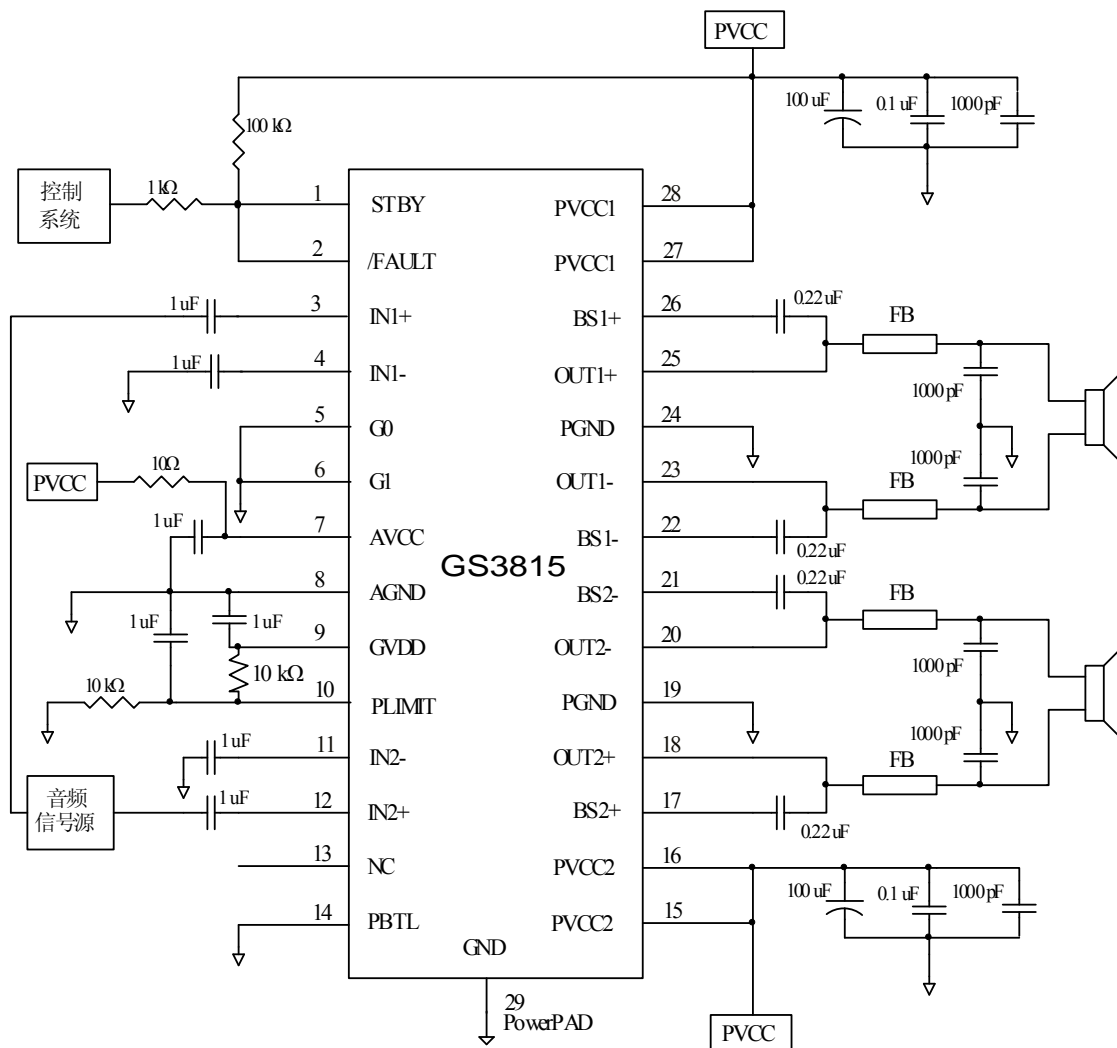 PVCC
100 uF
0.1 uF
1000 pF
100 kΩ
控制
系统
1 kΩ
1
STBY
PVCC1
28
2
/FAULT
PVCC1
27
1 uF
3
IN1+
BS1+
26
0.22 uF
FB
1 uF
4
IN1-
OUT1+
25
1000 pF
5
G0
PGND
24
PVCC
10Ω
6
G1
OUT1-
23
1000 pF
FB
1 uF
7
AVCC
BS1-
22
0.22 uF
GS3815
8
AGND
BS2-
21
0.22 uF
FB
1 uF
1 uF
9
GVDD
OUT2-
20
1000 pF
10 kΩ
10 kΩ
10
PLIMIT
PGND
19
1 uF
11
IN2-
OUT2+
18
1000 pF
FB
音频
信号源
1 uF
12
IN2+
BS2+
17
0.22 uF
13
NC
PVCC2
16
100 uF
0.1 uF
1000 pF
14
PBTL
PVCC2
15
GND
29
PowerPAD
PVCC